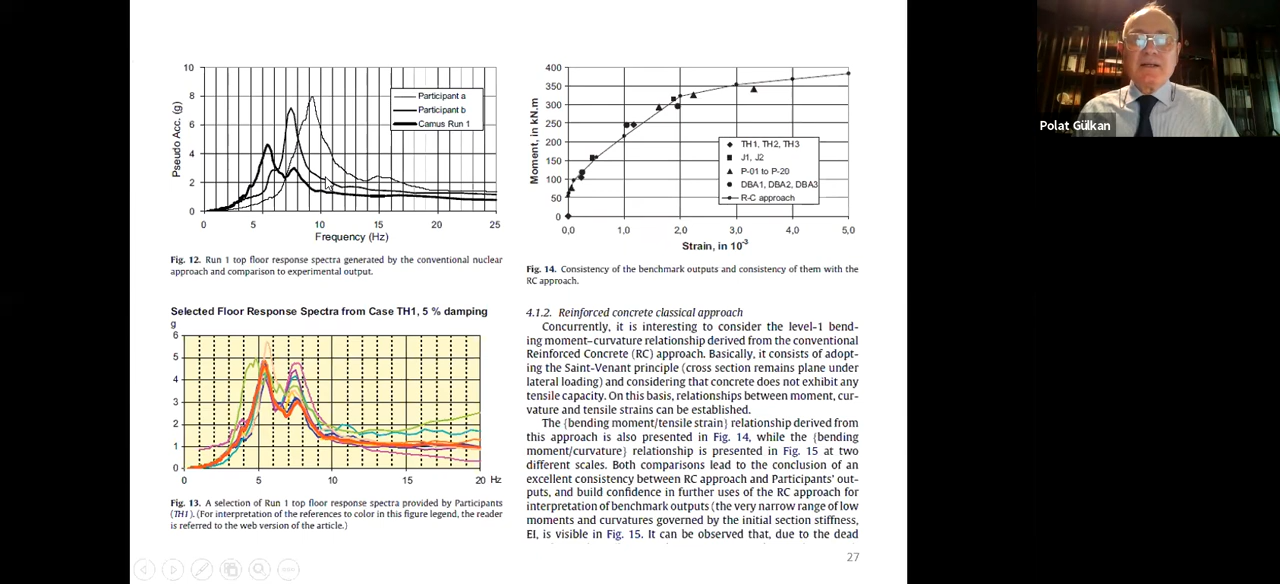 10
8
6
4
2
0
Pseudo Acc. (g)
Participant a
Participant b
Camus Run 1
0 5 10 15 20 25
Frequency (Hz)
Fig. 12. Run 1 top floor response spectra generated by the conventional nuclear
approach and comparison to experimental output.
Selected Floor Response Spectra from Case TH1, 5 % damping
g
6
5
4
3
2
1
0
0 5 10 15 20 Hz
Fig. 13. A selection of Run 1 top floor response spectra provided by Participants
(TH1). (For interpretation of the references to color in this figure legend, the reader
is referred to the web version of the article.)
400
350
300
250
200
150
100
50
0
Moment, in kN.m
TH1, TH2, TH3
J1, J2
P-01 to P-20
DBA1, DBA2, DBA3
R-C approach
0,0 1,0 2,0 3,0 4,0 5,0
Strain, in 10-3
Fig. 14. Consistency of the benchmark outputs and consistency of them with the
RC approach.
4.1.2. Reinforced concrete classical approach
Concurrently, it is interesting to consider the level-1 bend-
ing moment–curvature relationship derived from the conventional
Reinforced Concrete (RC) approach. Basically, it consists of adopt-
ing the Saint-Venant principle (cross section remains plane under
lateral loading) and considering that concrete does not exhibit any
tensile capacity. On this basis, relationships between moment, cur-
vature and tensile strains can be established.
The {bending moment/tensile strain} relationship derived from
this approach is also presented in Fig. 14, while the {bending
moment/curvature} relationship is presented in Fig. 15 at two
different scales. Both comparisons lead to the conclusion of an
excellent consistency between RC approach and Participants' out-
puts, and build confidence in further uses of the RC approach for
interpretation of benchmark outputs (the very narrow range of low
moments and curvatures governed by the initial section stiffness,
EI, is visible in Fig. 15. It can be observed that, due to the dead
27
Polat Gülkan